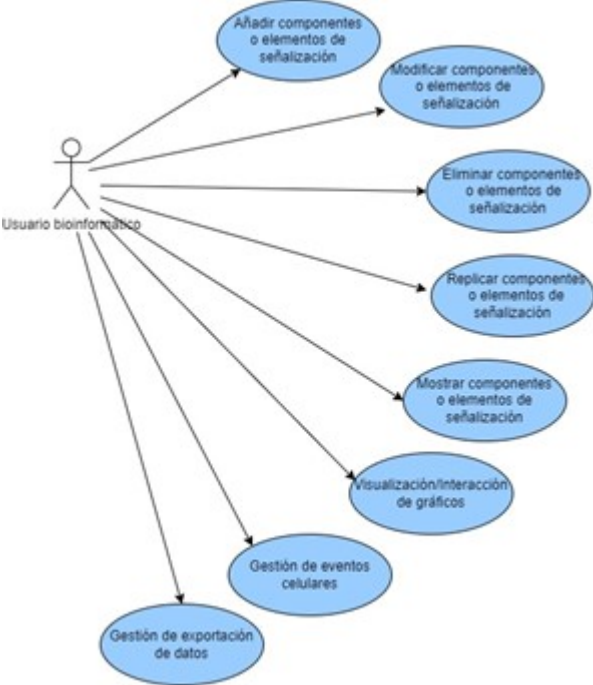 Añadir componentes
o elementos de
señalización
Modificar componentes
o elementos de
señalización
Eliminar componentes
o elementos de
señalización
Usuario bioinformático
Replicar componentes
o elementos de
señalización
Mostrar componentes
o elementos de
señalización
Visualización/Interacción
de gráficos
Gestión de eventos
celulares
Gestión de exportación
de datos